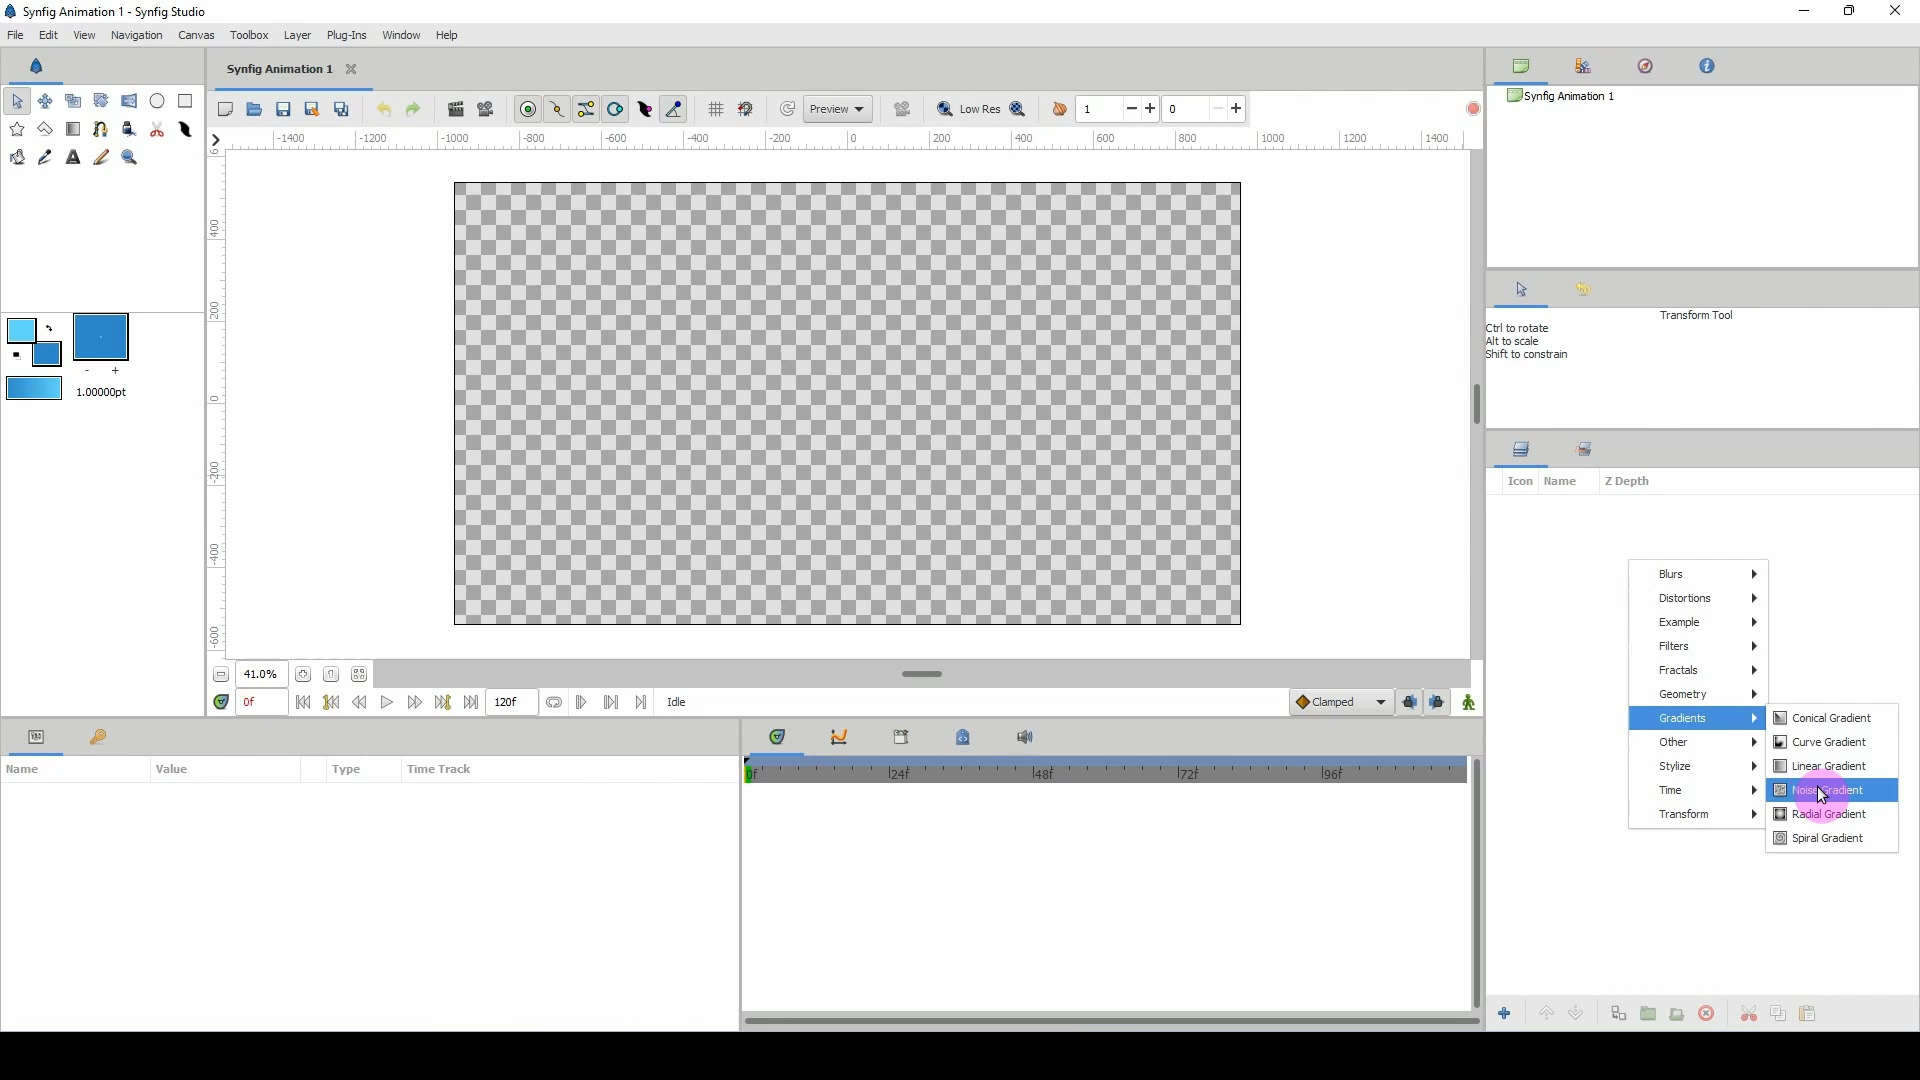 Synfig Animation 1 - Synfig Studio
File Edit View Navigation Canvas Toolbox Layer Plug-Ins Window Help
Synfig Animation 1
Preview Low Res 1 0
-1400 -1200 -1000 -800 -600 -400 -200 0 200 400 600 800 1000 1200 1400
400
200
0
-200
-400
-600
- +
1.00000pt
41.0%
0f 120f Idle Clamped
Name Value Type Time Track
0f 24f 48f 72f 96f
Synfig Animation 1
Transform Tool
Ctrl to rotate
Alt to scale
Shift to constrain
Icon Name Z Depth
Blurs
Distortions
Example
Filters
Fractals
Geometry
Gradients
Other
Stylize
Time
Transform
Conical Gradient
Curve Gradient
Linear Gradient
Noise Gradient
Radial Gradient
Spiral Gradient